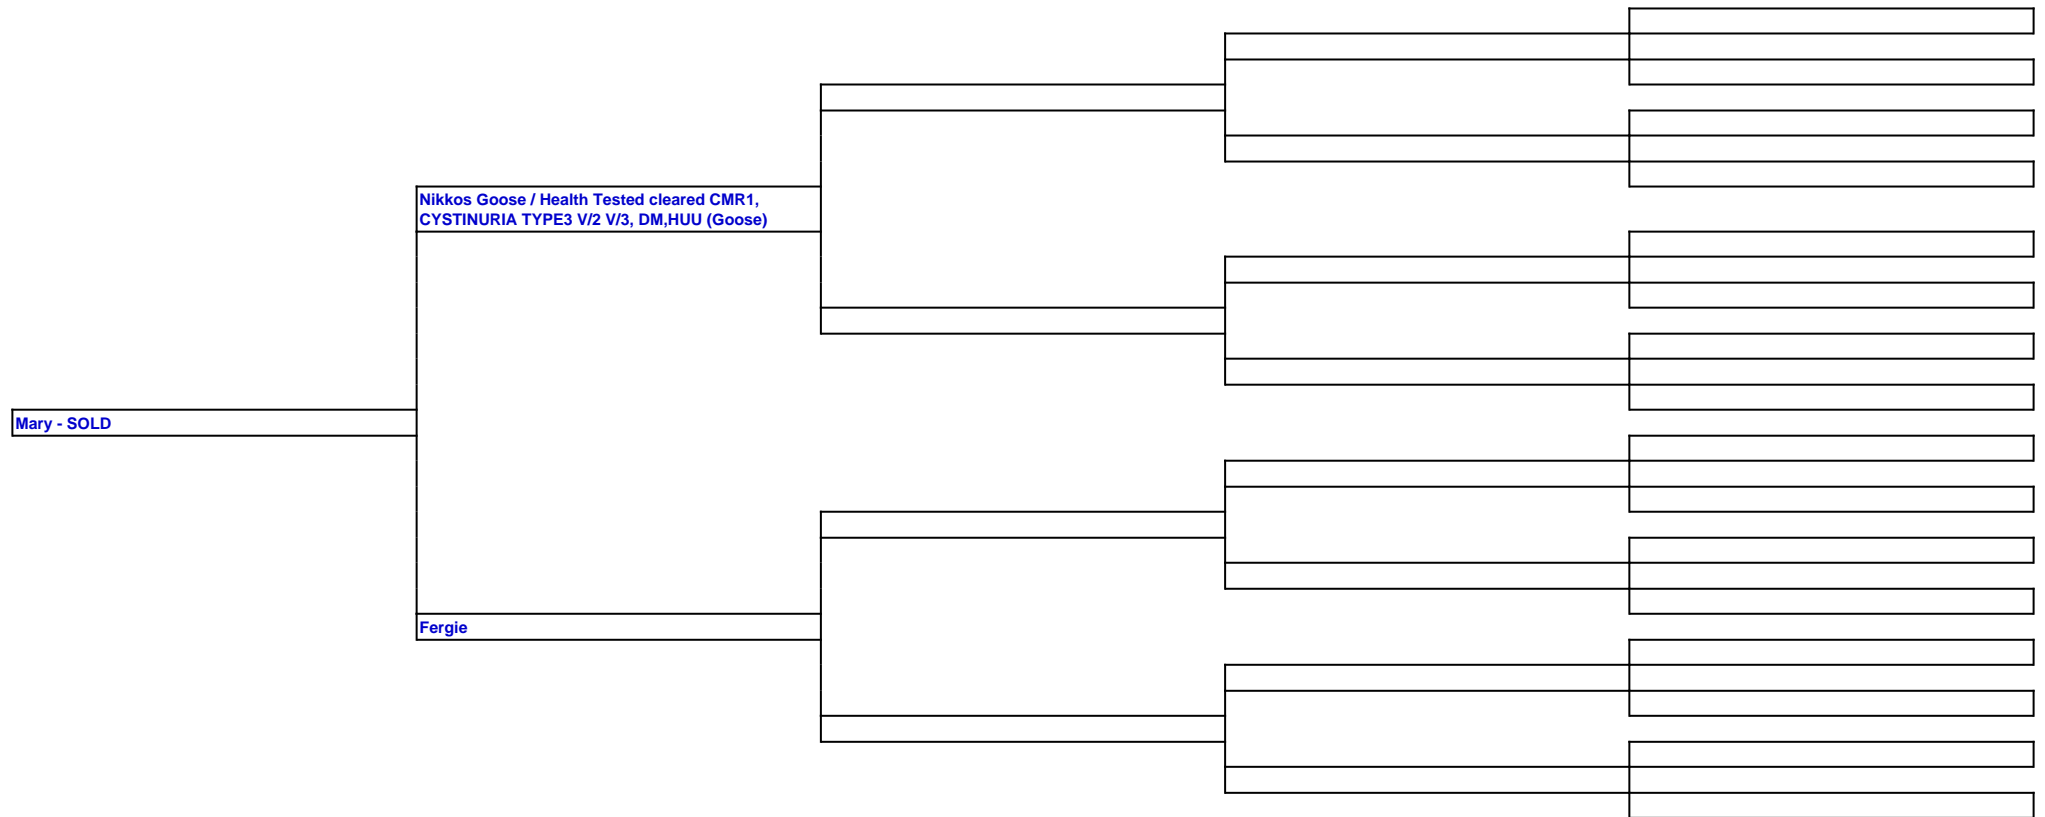 Nikkos Goose / Health Tested cleared CMR1,
CYSTINURIA TYPE3 V/2 V/3, DM,HUU (Goose)
Mary - SOLD
Fergie